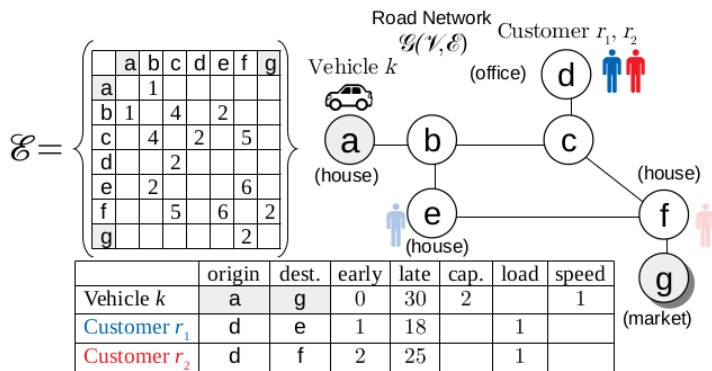 Road Network
𝒢(𝒱,ℰ)
Customer r₁, r₂
Vehicle k
(office)
d
a b c d e f g
a 1
b 1 4 2
c 4 2 5
d 2
e 2 6
f 5 6 2
g 2
ℰ =
a
b
c
(house)
(house)
e
f
(house)
g
(market)
origin dest. early late cap. load speed
Vehicle k a g 0 30 2 1
Customer r₁ d e 1 18 1
Customer r₂ d f 2 25 1